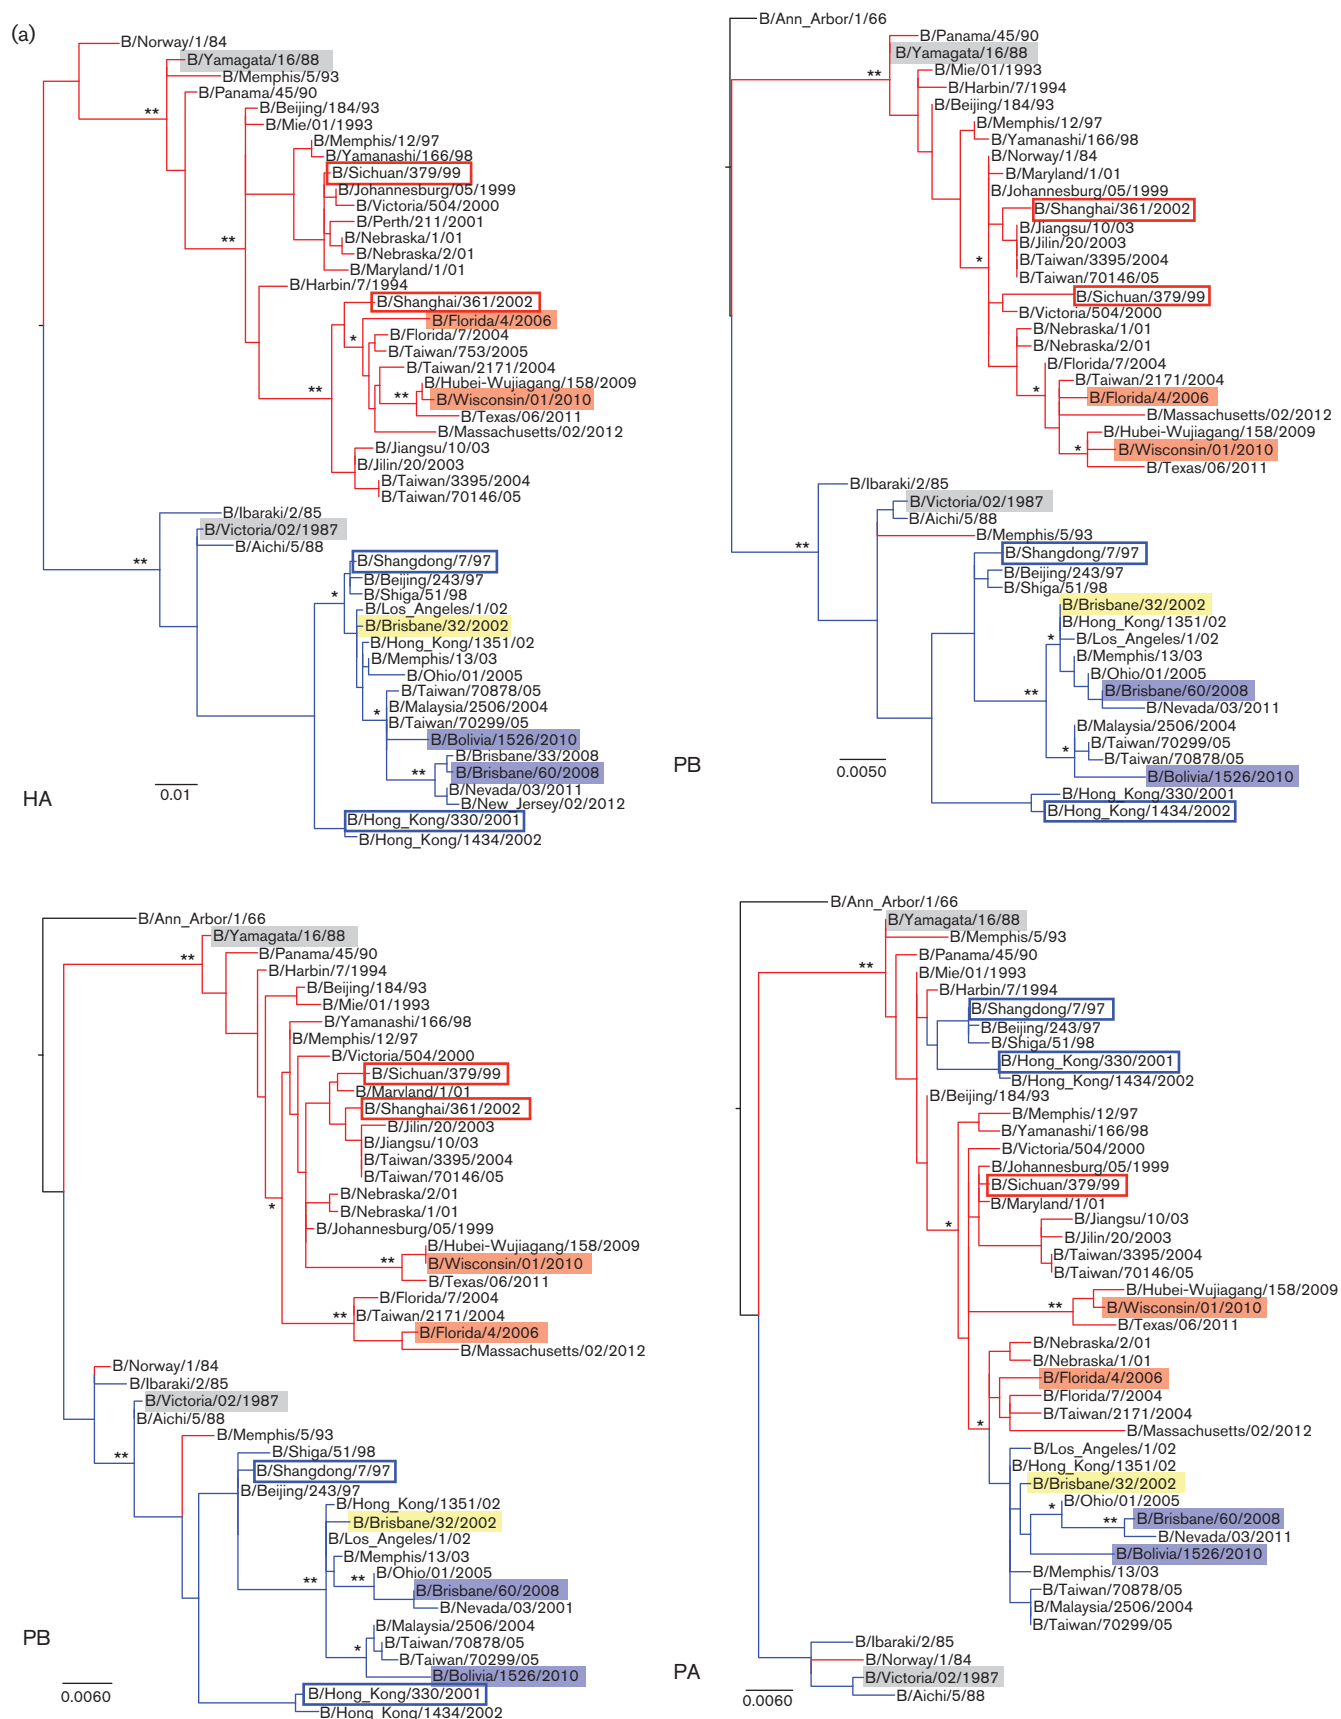 (a)
B/Norway/1/84
B/Yamagata/16/88
B/Memphis/5/93
B/Panama/45/90
**
B/Beijing/184/93
B/Mie/01/1993
B/Memphis/12/97
B/Yamanashi/166/98
B/Sichuan/379/99
B/Johannesburg/05/1999
B/Victoria/504/2000
B/Perth/211/2001
**
B/Nebraska/1/01
B/Nebraska/2/01
B/Maryland/1/01
B/Harbin/7/1994
B/Shanghai/361/2002
B/Florida/4/2006
*
B/Florida/7/2004
B/Taiwan/753/2005
B/Taiwan/2171/2004
**
B/Hubei-Wujiagang/158/2009
**
B/Wisconsin/01/2010
B/Texas/06/2011
B/Massachusetts/02/2012
B/Jiangsu/10/03
B/Jilin/20/2003
B/Taiwan/3395/2004
B/Taiwan/70146/05
B/Ibaraki/2/85
B/Victoria/02/1987
B/Aichi/5/88
**
B/Shangdong/7/97
B/Beijing/243/97
*
B/Shiga/51/98
B/Los_Angeles/1/02
B/Brisbane/32/2002
B/Hong_Kong/1351/02
B/Memphis/13/03
B/Ohio/01/2005
B/Taiwan/70878/05
B/Malaysia/2506/2004
*
B/Taiwan/70299/05
B/Bolivia/1526/2010
B/Brisbane/33/2008
**
B/Brisbane/60/2008
B/Nevada/03/2011
B/New_Jersey/02/2012
B/Hong_Kong/330/2001
B/Hong_Kong/1434/2002
0.01
HA
B/Ann_Arbor/1/66
B/Panama/45/90
B/Yamagata/16/88
**
B/Mie/01/1993
B/Harbin/7/1994
B/Beijing/184/93
B/Memphis/12/97
B/Yamanashi/166/98
B/Norway/1/84
B/Maryland/1/01
B/Johannesburg/05/1999
B/Shanghai/361/2002
B/Jiangsu/10/03
B/Jilin/20/2003
*
B/Taiwan/3395/2004
B/Taiwan/70146/05
B/Sichuan/379/99
B/Victoria/504/2000
B/Nebraska/1/01
B/Nebraska/2/01
B/Florida/7/2004
B/Taiwan/2171/2004
*
B/Florida/4/2006
B/Massachusetts/02/2012
B/Hubei-Wujiagang/158/2009
*
B/Wisconsin/01/2010
B/Texas/06/2011
B/Ibaraki/2/85
B/Victoria/02/1987
B/Aichi/5/88
B/Memphis/5/93
**
B/Shangdong/7/97
B/Beijing/243/97
B/Shiga/51/98
B/Brisbane/32/2002
B/Hong_Kong/1351/02
*
B/Los_Angeles/1/02
B/Memphis/13/03
B/Ohio/01/2005
**
B/Brisbane/60/2008
B/Nevada/03/2011
B/Malaysia/2506/2004
B/Taiwan/70299/05
*
B/Taiwan/70878/05
B/Bolivia/1526/2010
B/Hong_Kong/330/2001
B/Hong_Kong/1434/2002
0.0050
PB
B/Ann_Arbor/1/66
B/Yamagata/16/88
**
B/Panama/45/90
B/Harbin/7/1994
B/Beijing/184/93
B/Mie/01/1993
B/Yamanashi/166/98
B/Memphis/12/97
B/Victoria/504/2000
B/Sichuan/379/99
B/Maryland/1/01
B/Shanghai/361/2002
B/Jilin/20/2003
B/Jiangsu/10/03
B/Taiwan/3395/2004
B/Taiwan/70146/05
B/Nebraska/2/01
*
B/Nebraska/1/01
B/Johannesburg/05/1999
B/Hubei-Wujiagang/158/2009
**
B/Wisconsin/01/2010
B/Texas/06/2011
B/Florida/7/2004
**
B/Taiwan/2171/2004
B/Florida/4/2006
B/Massachusetts/02/2012
B/Norway/1/84
B/Ibaraki/2/85
B/Victoria/02/1987
B/Aichi/5/88
B/Memphis/5/93
**
B/Shiga/51/98
B/Shangdong/7/97
B/Beijing/243/97
B/Hong_Kong/1351/02
B/Brisbane/32/2002
B/Los_Angeles/1/02
B/Memphis/13/03
**
**
B/Ohio/01/2005
B/Brisbane/60/2008
B/Nevada/03/2001
B/Malaysia/2506/2004
B/Taiwan/70878/05
*
B/Taiwan/70299/05
B/Bolivia/1526/2010
B/Hong_Kong/330/2001
B/Hong_Kong/1434/2002
PB
0.0060
B/Ann_Arbor/1/66
B/Yamagata/16/88
B/Memphis/5/93
B/Panama/45/90
**
B/Mie/01/1993
B/Harbin/7/1994
B/Shangdong/7/97
B/Beijing/243/97
B/Shiga/51/98
B/Hong_Kong/330/2001
B/Hong_Kong/1434/2002
B/Beijing/184/93
B/Memphis/12/97
B/Yamanashi/166/98
B/Victoria/504/2000
B/Johannesburg/05/1999
B/Sichuan/379/99
B/Maryland/1/01
*
B/Jiangsu/10/03
B/Jilin/20/2003
B/Taiwan/3395/2004
B/Taiwan/70146/05
B/Hubei-Wujiagang/158/2009
**
B/Wisconsin/01/2010
B/Texas/06/2011
B/Nebraska/2/01
B/Nebraska/1/01
B/Florida/4/2006
B/Florida/7/2004
*
B/Taiwan/2171/2004
B/Massachusetts/02/2012
B/Los_Angeles/1/02
B/Hong_Kong/1351/02
B/Brisbane/32/2002
*
B/Ohio/01/2005
**
B/Brisbane/60/2008
B/Nevada/03/2011
B/Bolivia/1526/2010
B/Memphis/13/03
B/Taiwan/70878/05
B/Malaysia/2506/2004
B/Taiwan/70299/05
B/Ibaraki/2/85
B/Norway/1/84
B/Victoria/02/1987
B/Aichi/5/88
PA
0.0060